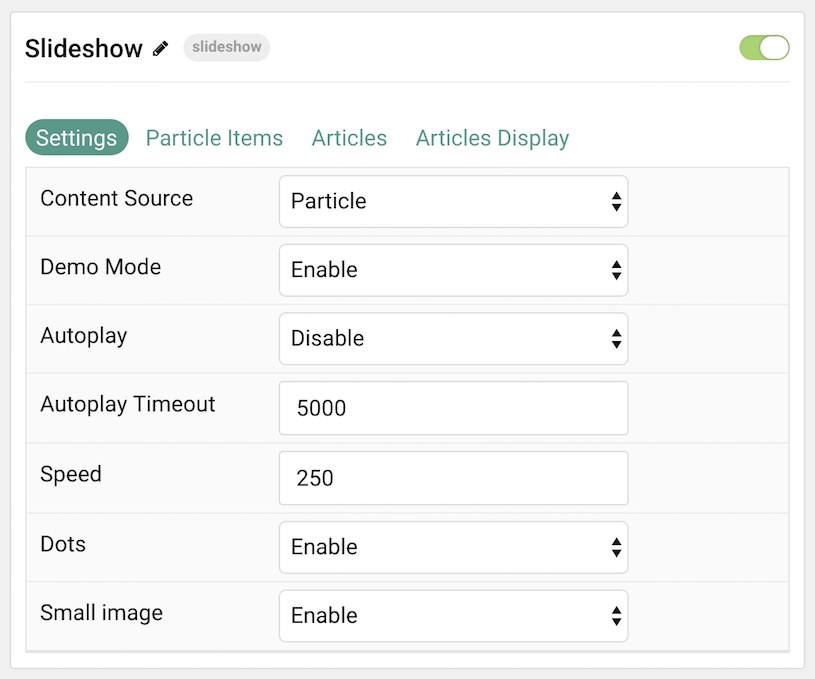 Slideshow slideshow
Settings Particle Items Articles Articles Display
Content Source Particle
Demo Mode Enable
Autoplay Disable
Autoplay Timeout 5000
Speed 250
Dots Enable
Small image Enable